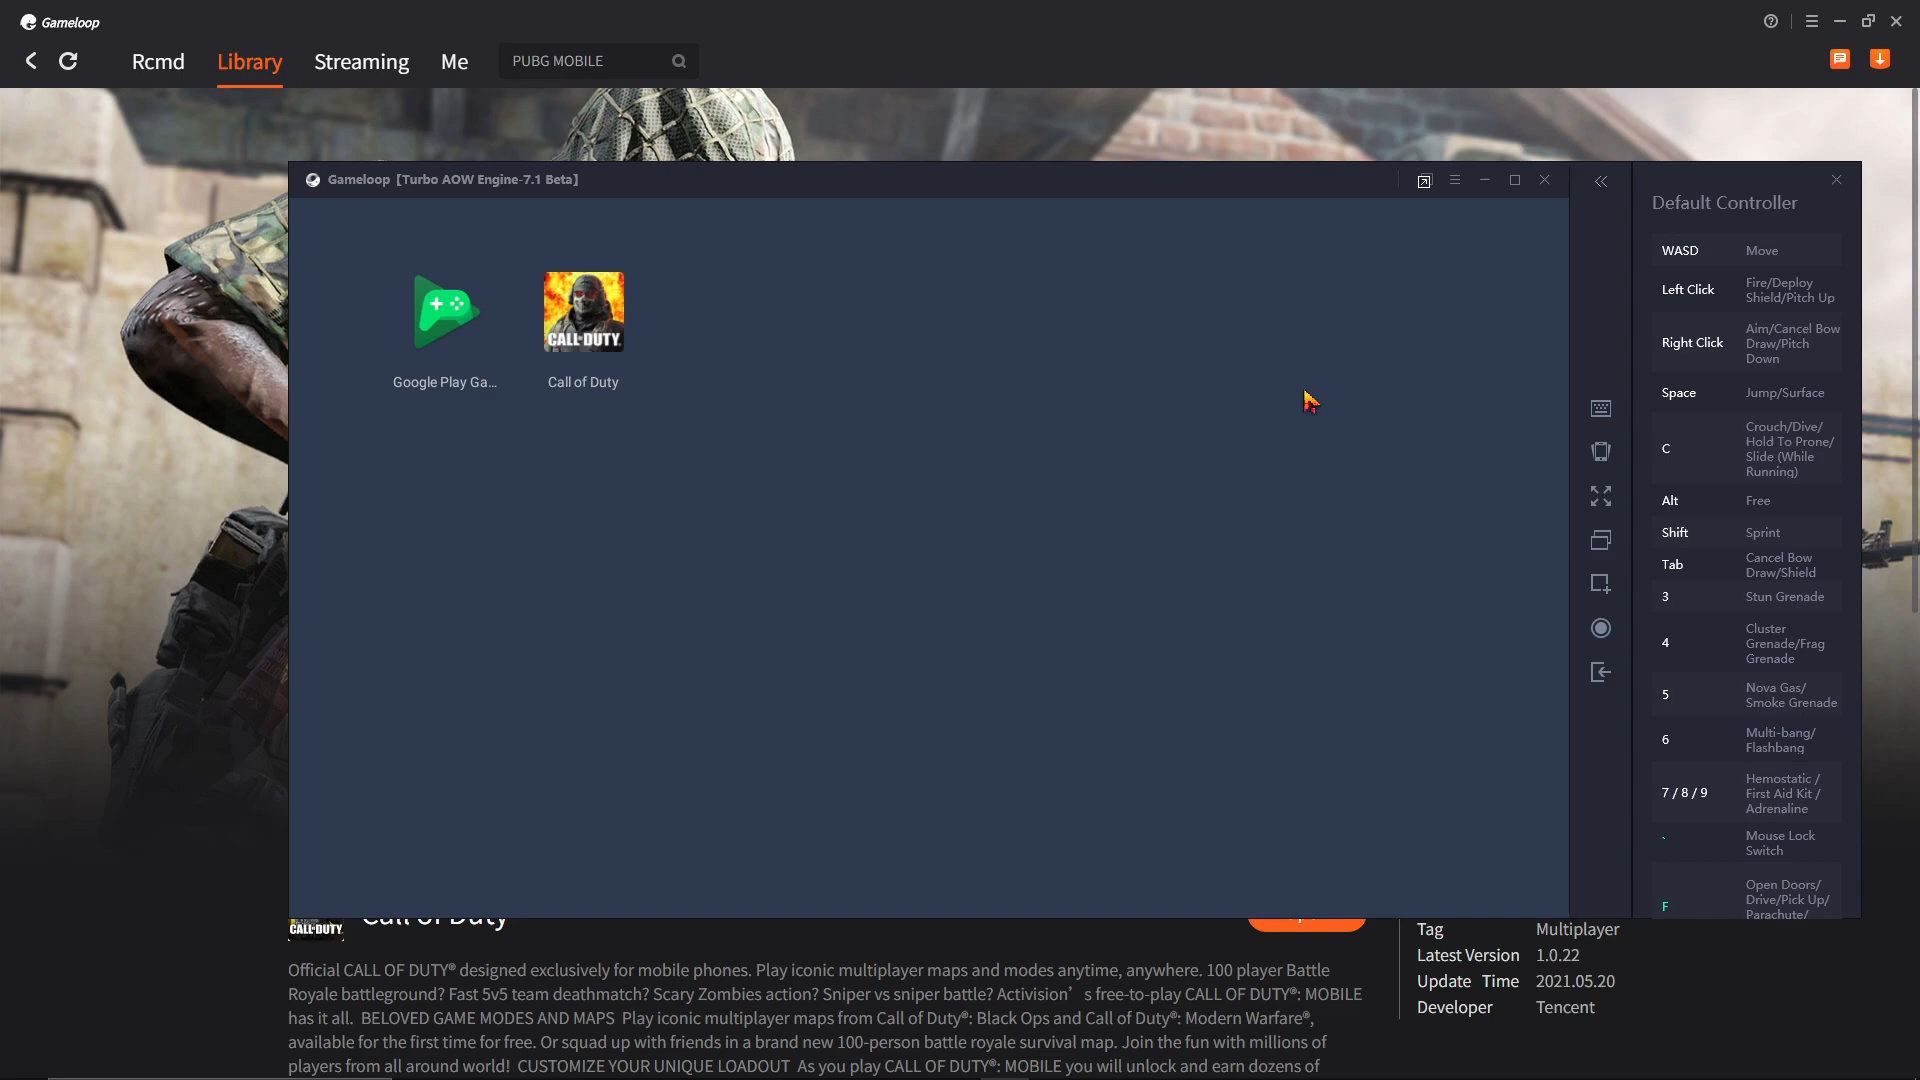 Gameloop
Rcmd
Library
Streaming
Me
PUBG MOBILE
Gameloop [Turbo AOW Engine-7.1 Beta]
Google Play Ga...
CALL OF DUTY
Call of Duty
Default Controller
WASD Move
Left Click Fire/Deploy
Shield/Pitch Up
Right Click Aim/Cancel Bow
Draw/Pitch
Down
Space Jump/Surface
C Crouch/Dive/
Hold To Prone/
Slide (While
Running)
Alt Free
Shift Sprint
Tab Cancel Bow
Draw/Shield
3 Stun Grenade
4 Cluster
Grenade/Frag
Grenade
5 Nova Gas/
Smoke Grenade
6 Multi-bang/
Flashbang
7 / 8 / 9 Hemostatic /
First Aid Kit /
Adrenaline
` Mouse Lock
Switch
F Open Doors/
Drive/Pick Up/
Parachute/
CALL OF DUTY
Call of Duty
Official CALL OF DUTY® designed exclusively for mobile phones. Play iconic multiplayer maps and modes anytime, anywhere. 100 player Battle
Royale battleground? Fast 5v5 team deathmatch? Scary Zombies action? Sniper vs sniper battle? Activision’s free-to-play CALL OF DUTY®: MOBILE
has it all. BELOVED GAME MODES AND MAPS Play iconic multiplayer maps from Call of Duty®: Black Ops and Call of Duty®: Modern Warfare®,
available for the first time for free. Or squad up with friends in a brand new 100-person battle royale survival map. Join the fun with millions of
players from all around world! CUSTOMIZE YOUR UNIQUE LOADOUT As you play CALL OF DUTY®: MOBILE you will unlock and earn dozens of
Tag Multiplayer
Latest Version 1.0.22
Update Time 2021.05.20
Developer Tencent